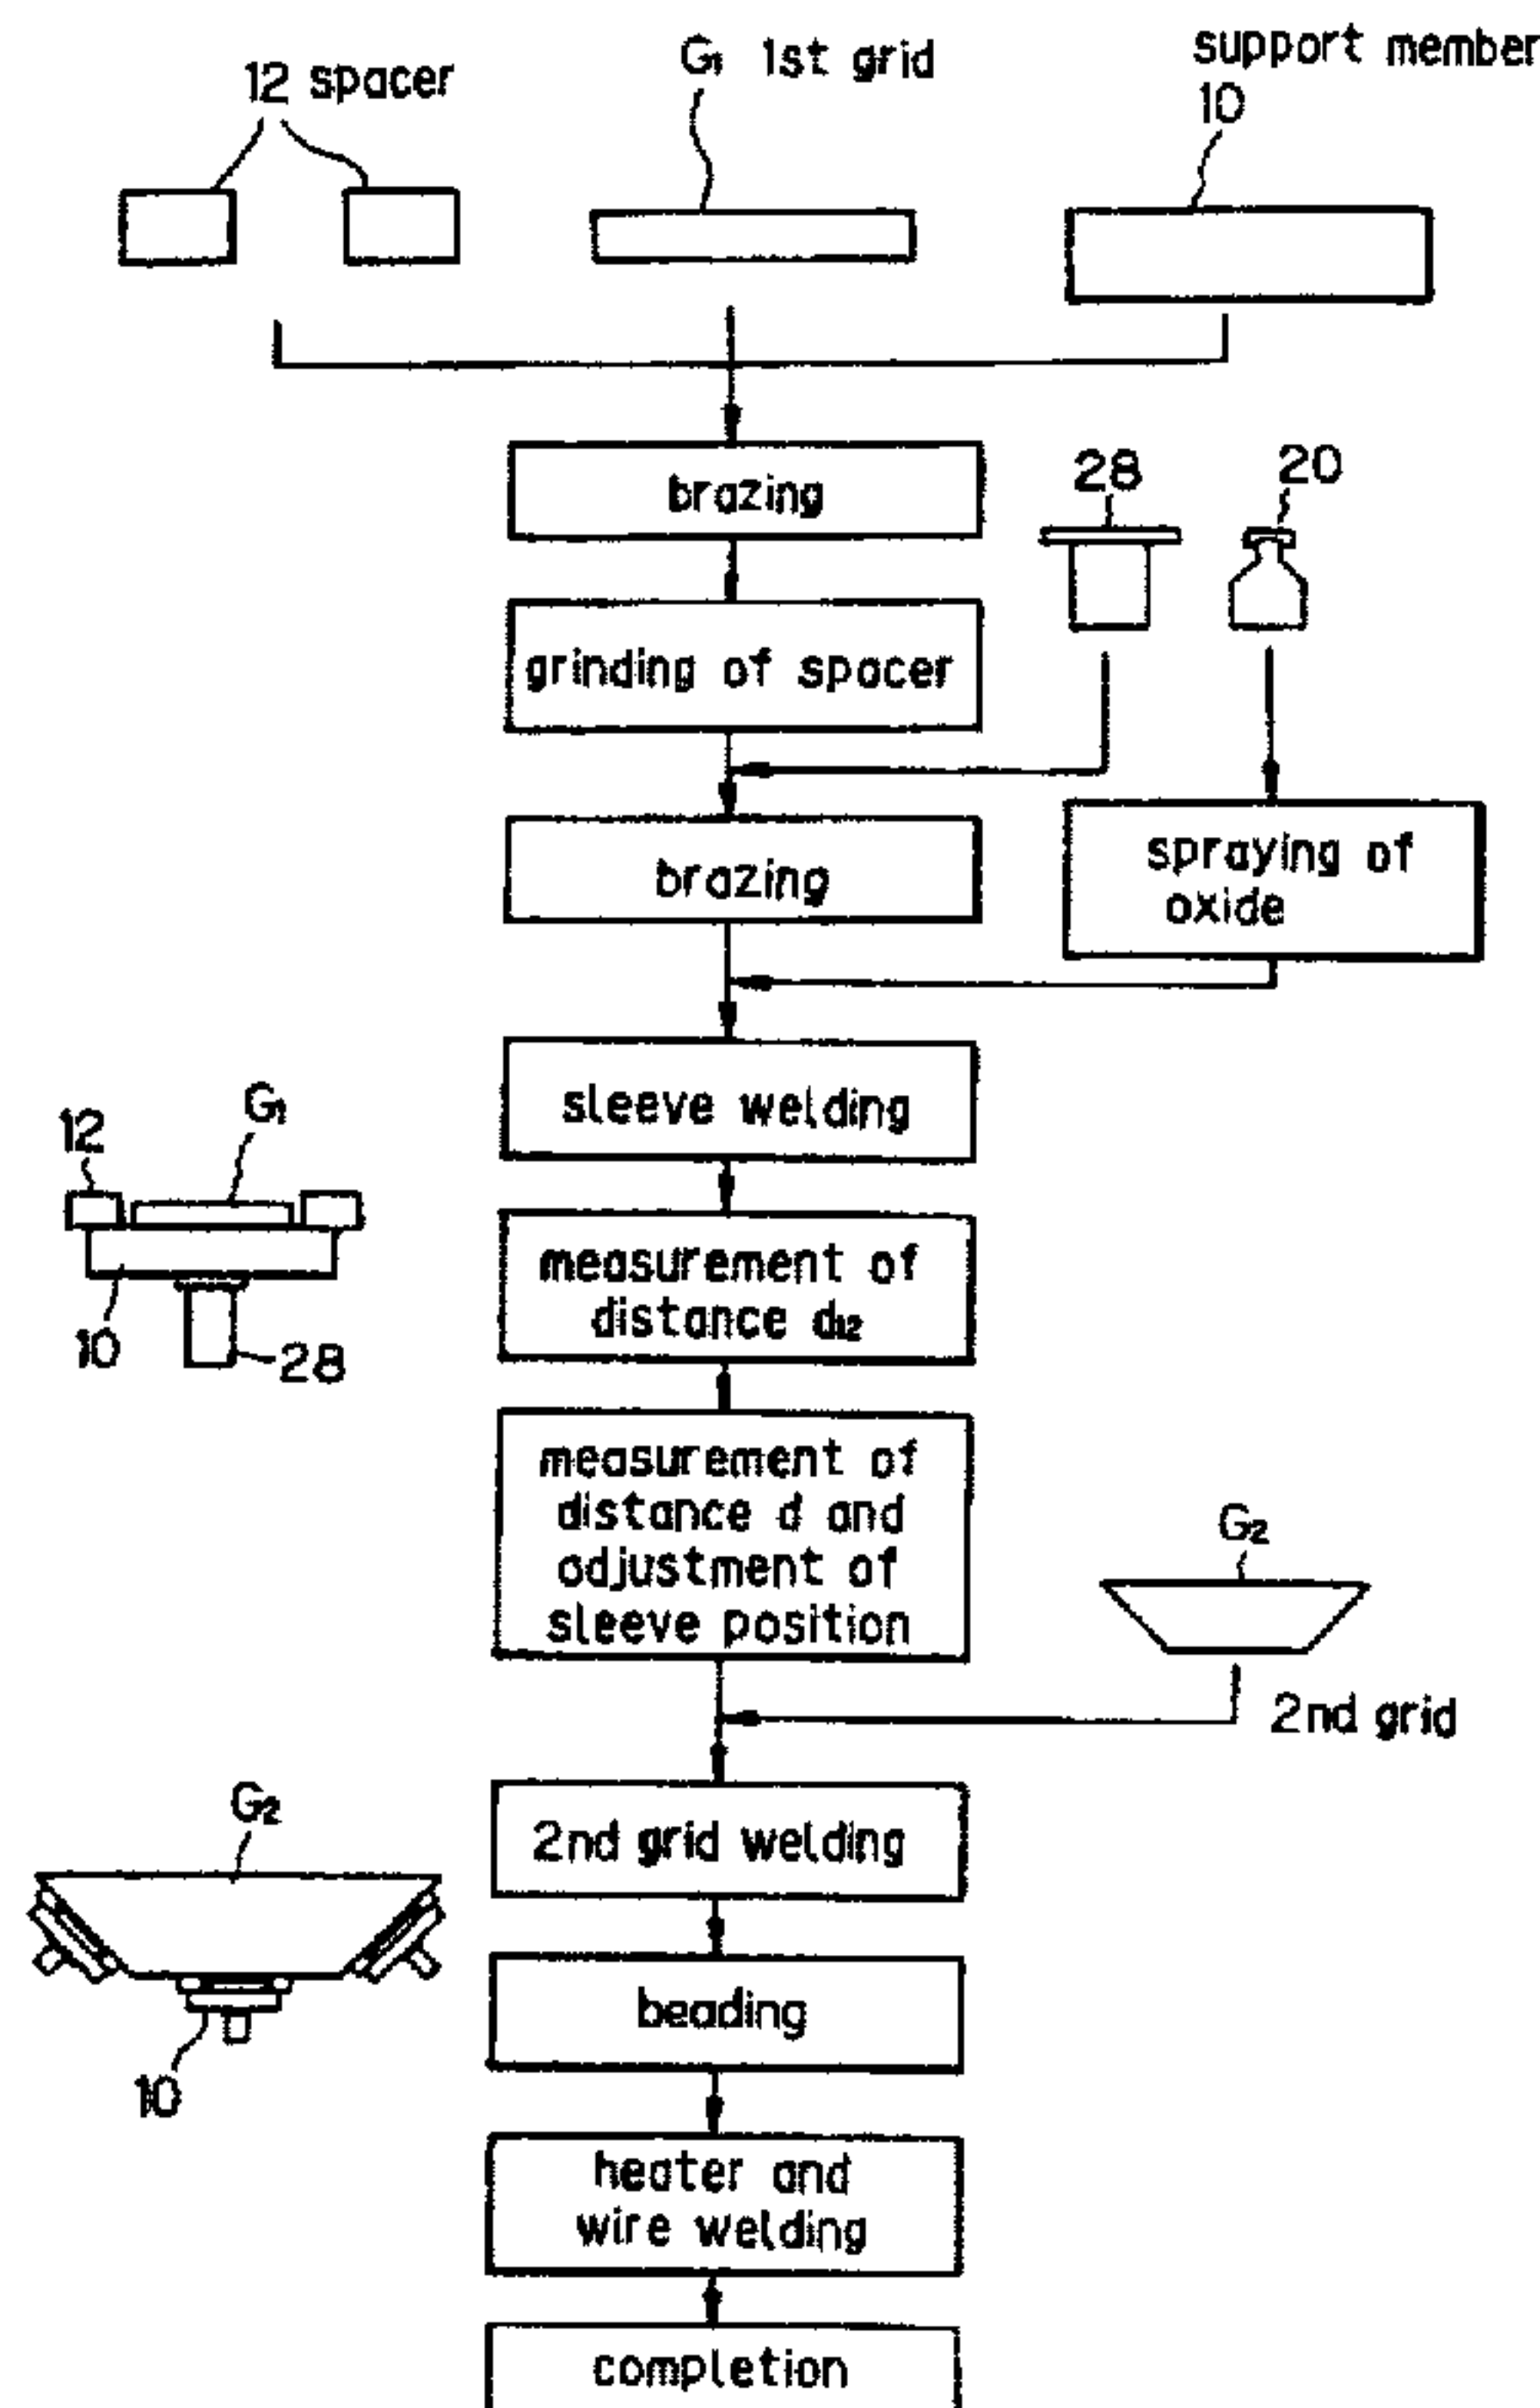 12 spacer
G1 1st grid
support member
10
brazing
28
20
grinding of spacer
brazing
spraying of
oxide
sleeve welding
12
G1
measurement of
distance d12
10
28
measurement of
distance d and
adjustment of
sleeve position
G2
2nd grid
G2
2nd grid welding
beading
10
heater and
wire welding
completion